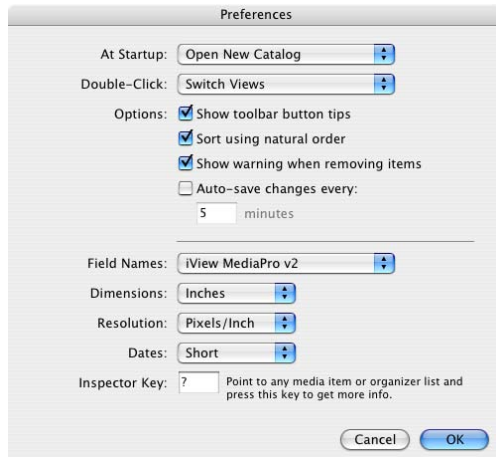 Preferences
At Startup: Open New Catalog
Double-Click: Switch Views
Options: Show toolbar button tips
Sort using natural order
Show warning when removing items
Auto-save changes every:
5 minutes
Field Names: iView MediaPro v2
Dimensions: Inches
Resolution: Pixels/Inch
Dates: Short
Inspector Key: ? Point to any media item or organizer list and
press this key to get more info.
Cancel OK